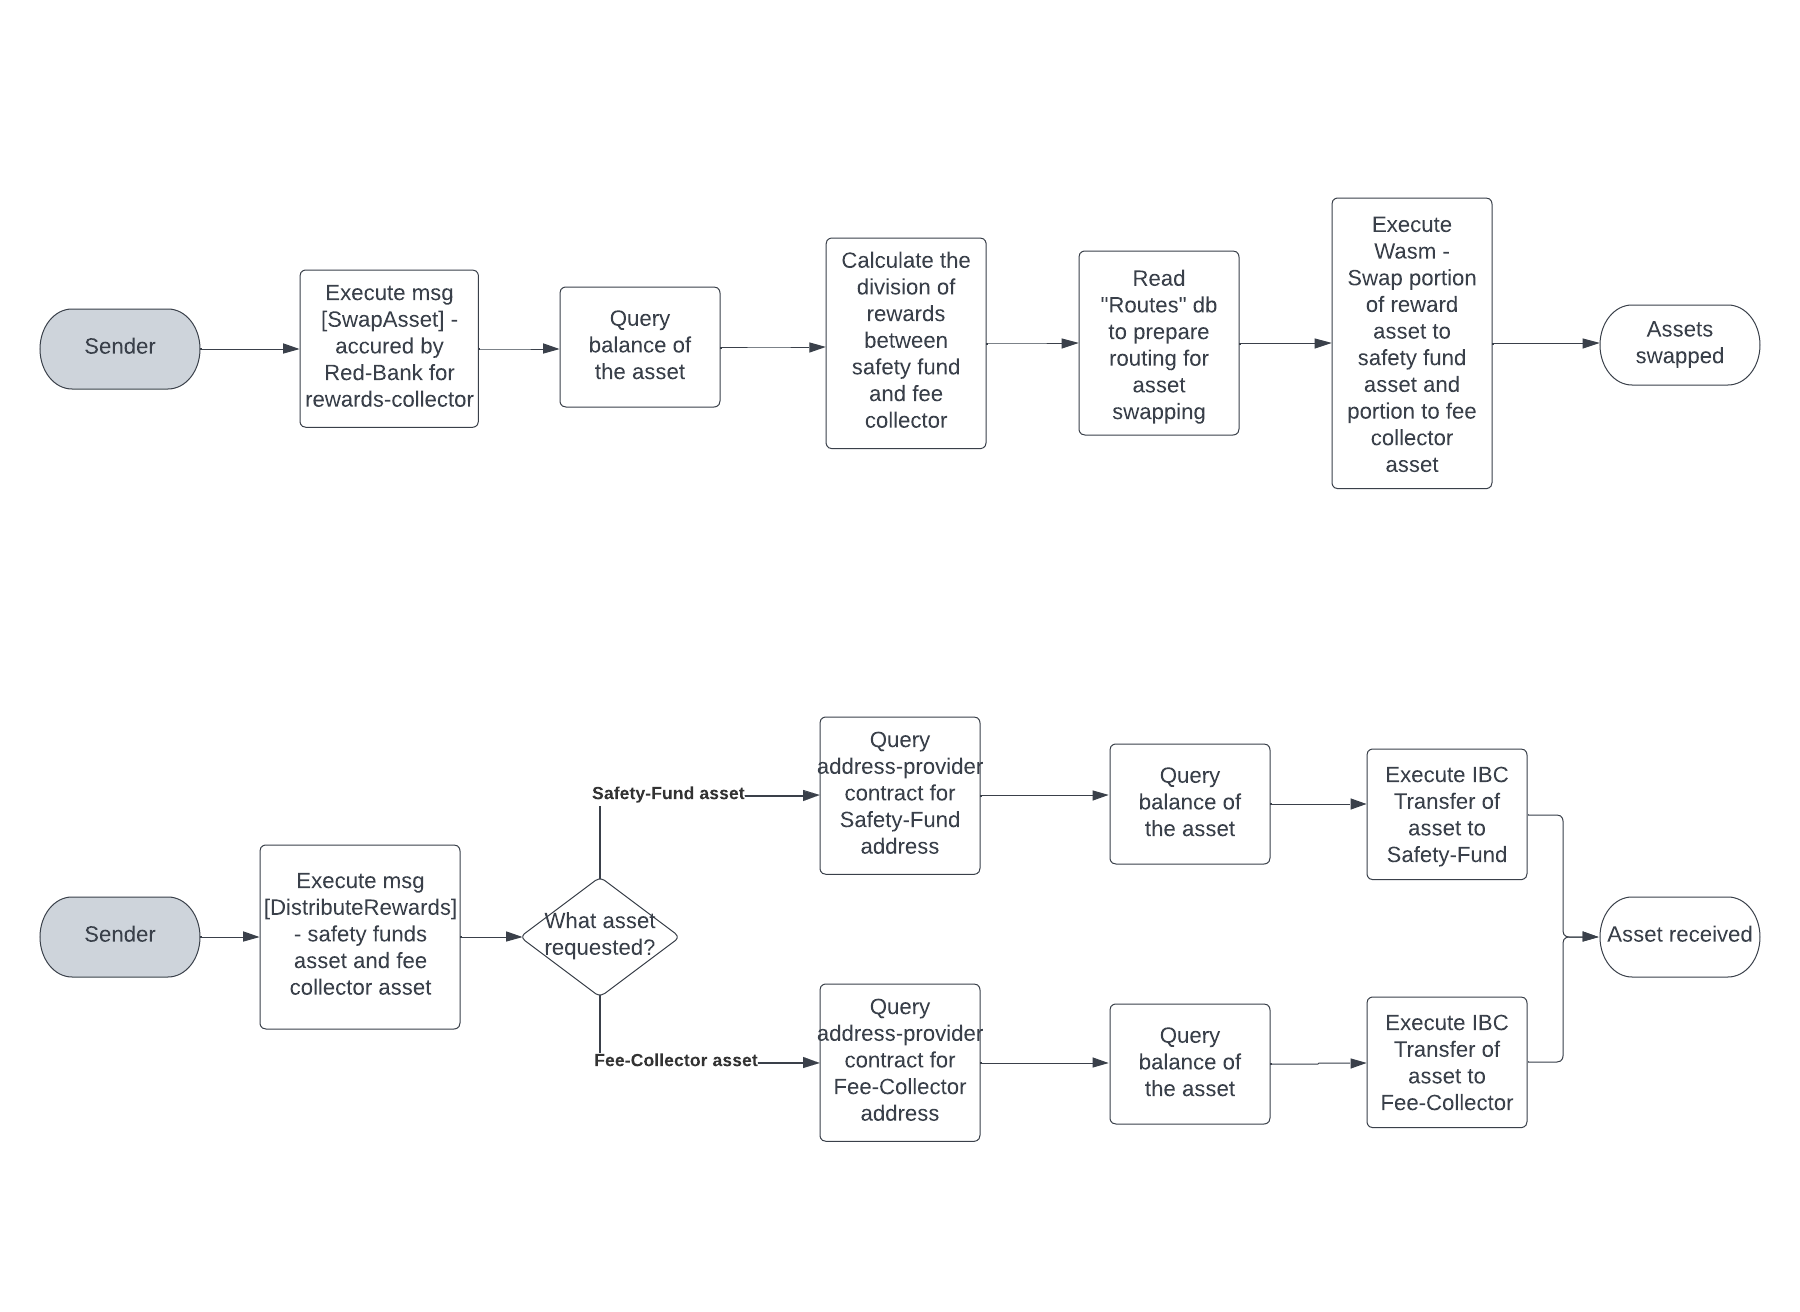 Sender
Execute msg
[SwapAsset] -
accured by
Red-Bank for
rewards-collector
Query
balance of
the asset
Calculate the
division of
rewards
between
safety fund
and fee
collector
Read
"Routes" db
to prepare
routing for
asset
swapping
Execute
Wasm -
Swap portion
of reward
asset to
safety fund
asset and
portion to fee
collector
asset
Assets
swapped
Sender
Execute msg
[DistributeRewards]
- safety funds
asset and fee
collector asset
What asset
requested?
Safety-Fund asset
Query
address-provider
contract for
Safety-Fund
address
Query
balance of
the asset
Execute IBC
Transfer of
asset to
Safety-Fund
Fee-Collector asset
Query
address-provider
contract for
Fee-Collector
address
Query
balance of
the asset
Execute IBC
Transfer of
asset to
Fee-Collector
Asset received